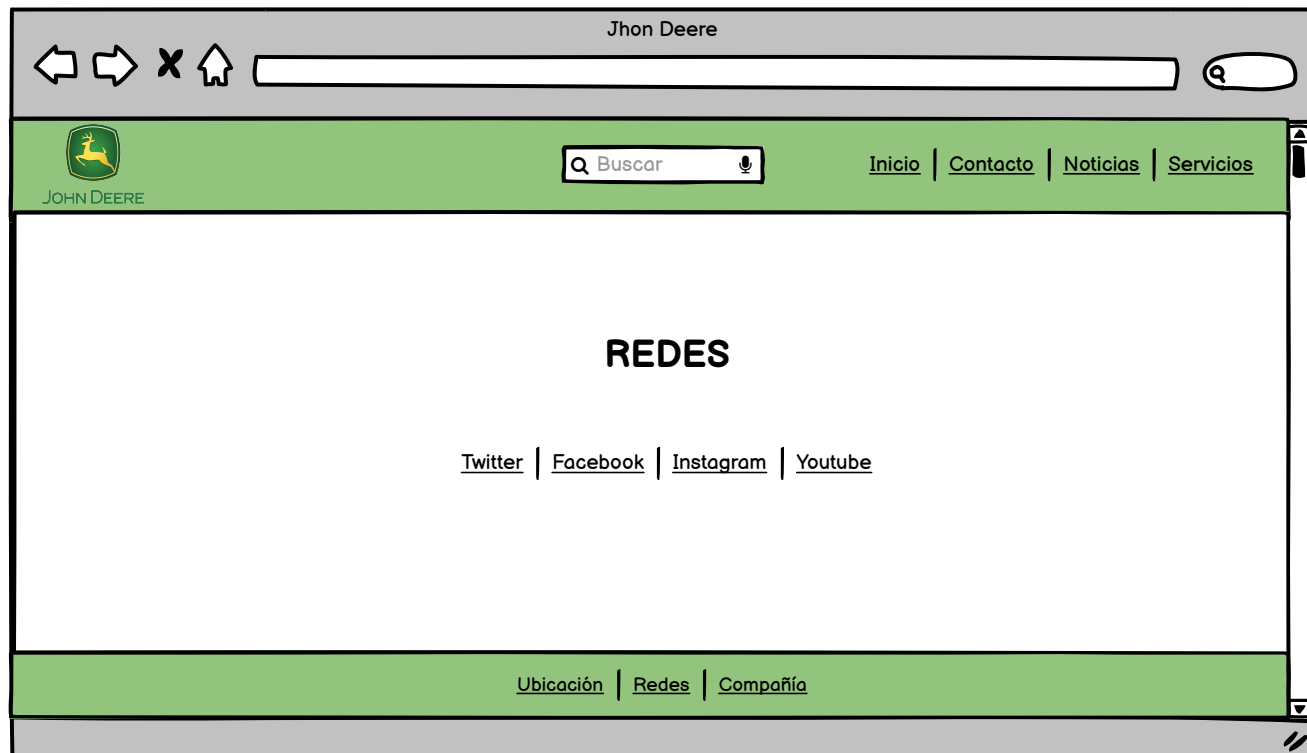 Jhon Deere
JOHN DEERE
Buscar
Inicio | Contacto | Noticias | Servicios
REDES
Twitter | Facebook | Instagram | Youtube
Ubicación | Redes | Compañía